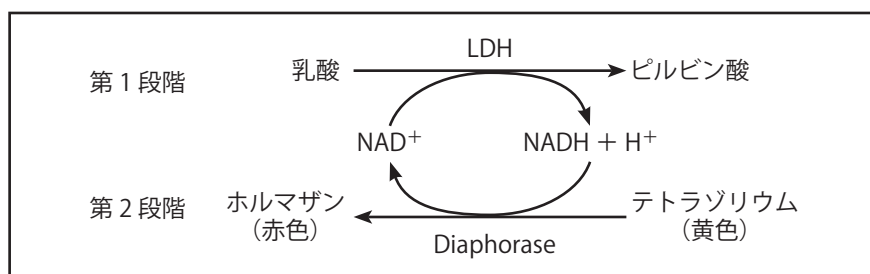 LDH
第1段階 乳酸 ピルビン酸
NAD⁺ NADH + H⁺
第2段階 ホルマザン テトラゾリウム
(赤色) (黄色)
Diaphorase